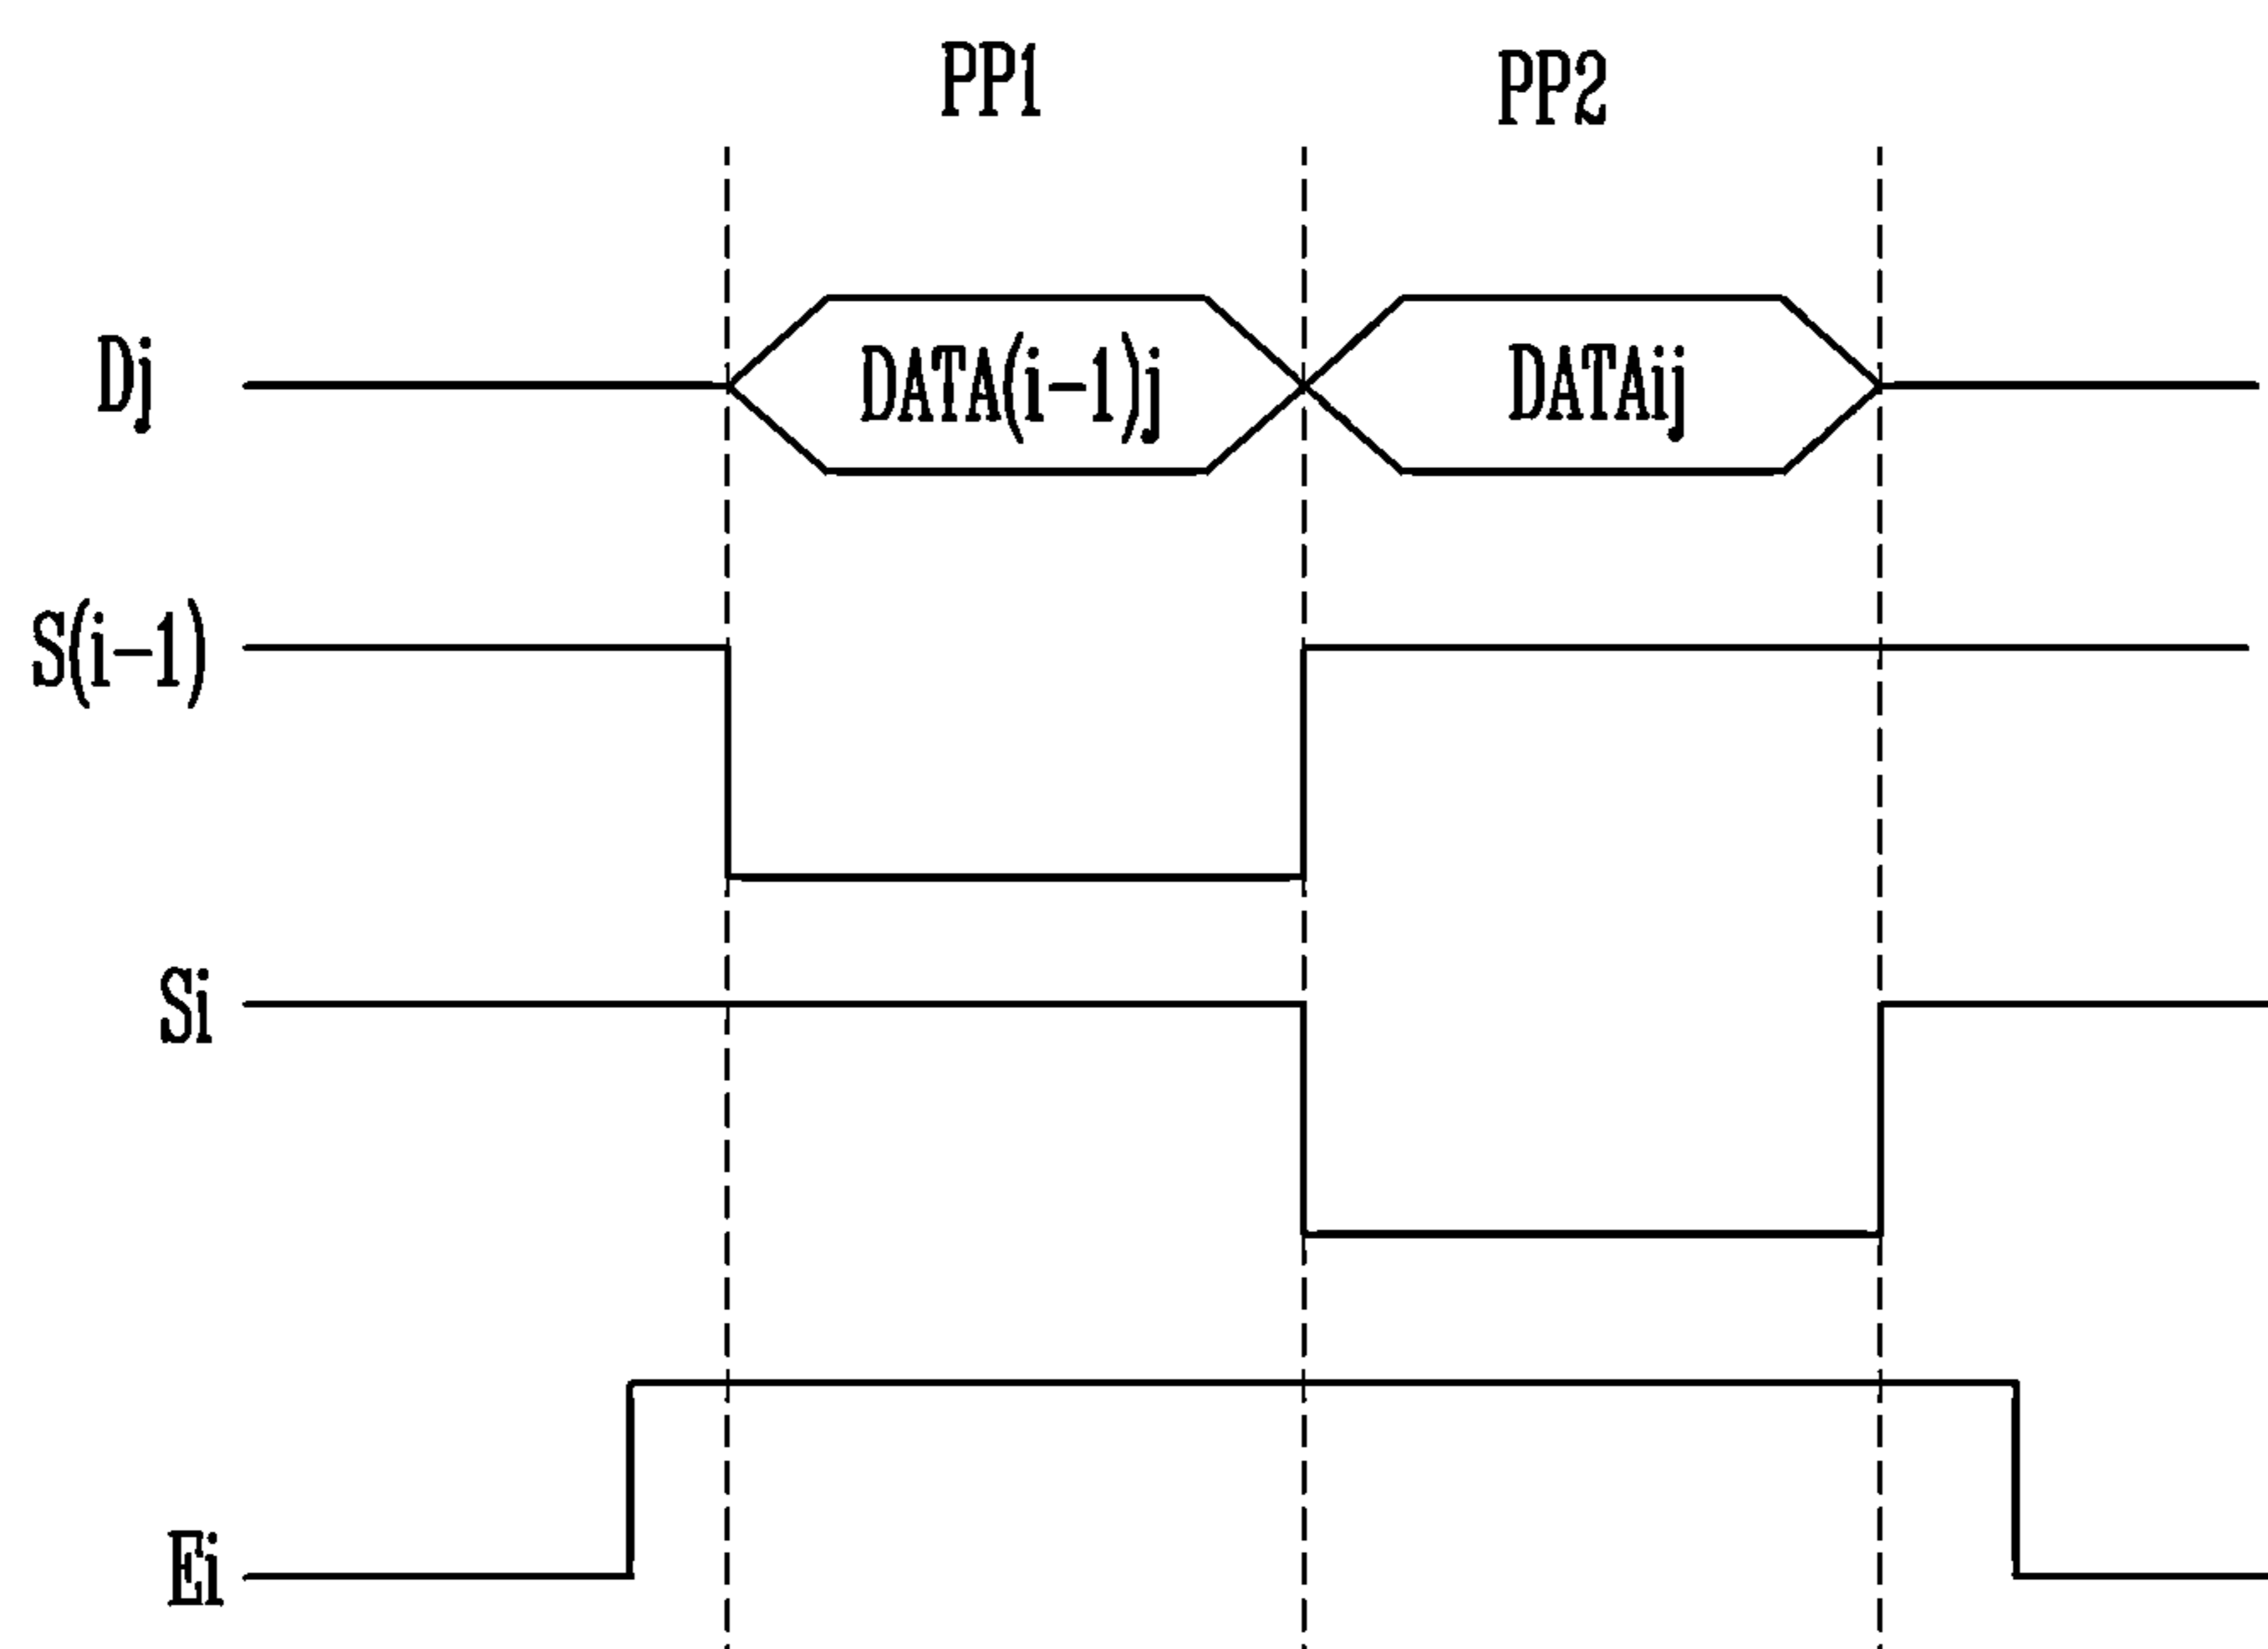 PP1 PP2
Dj DATA(i-1)j DATAij
S(i-1)
Si
Ei